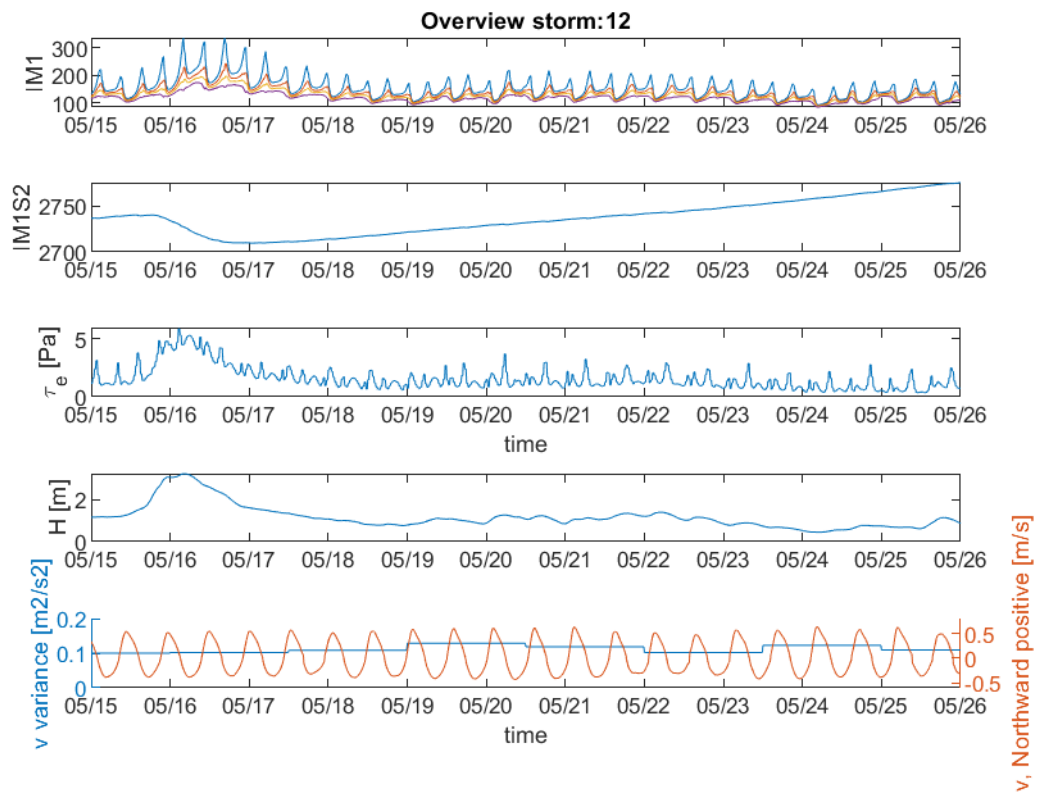 Overview storm:12
IM1
300
200
100
05/15 05/16 05/17 05/18 05/19 05/20 05/21 05/22 05/23 05/24 05/25 05/26
IM1S2
2750
2700
05/15 05/16 05/17 05/18 05/19 05/20 05/21 05/22 05/23 05/24 05/25 05/26
τe [Pa]
5
0
05/15 05/16 05/17 05/18 05/19 05/20 05/21 05/22 05/23 05/24 05/25 05/26
time
H [m]
2
0
05/15 05/16 05/17 05/18 05/19 05/20 05/21 05/22 05/23 05/24 05/25 05/26
v variance [m2/s2]
0.2
0.1
0
0.5
0
-0.5
v, Northward positive [m/s]
05/15 05/16 05/17 05/18 05/19 05/20 05/21 05/22 05/23 05/24 05/25 05/26
time